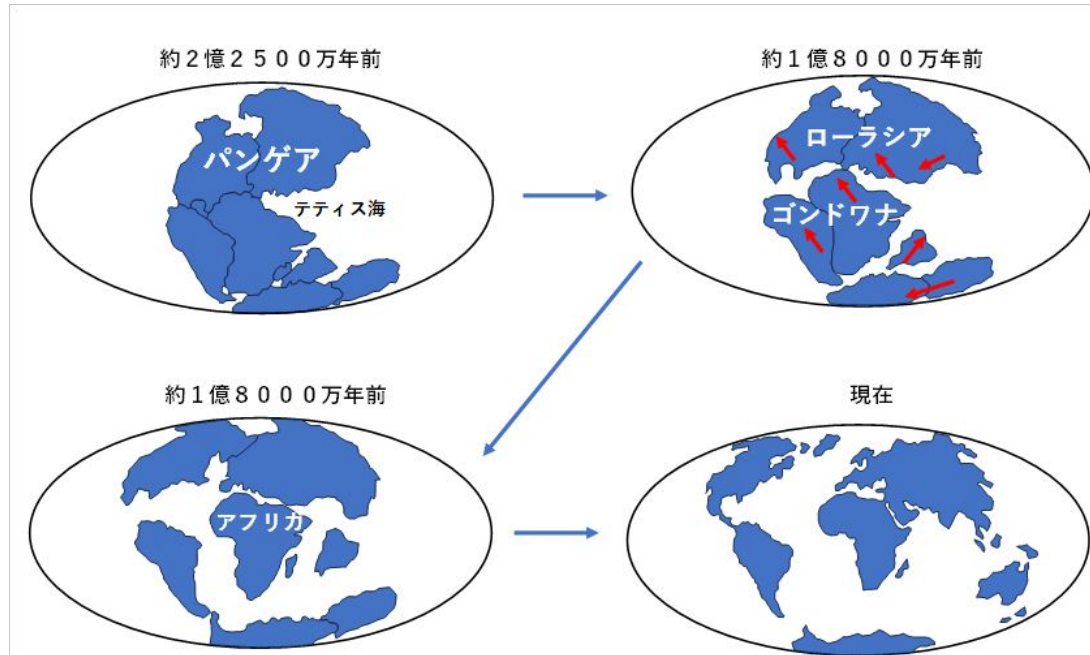 約２憶２５００万年前
約１億８０００万年前
パンゲア
テティス海
ローラシア
ゴンドワナ
約１億８０００万年前
現在
アフリカ